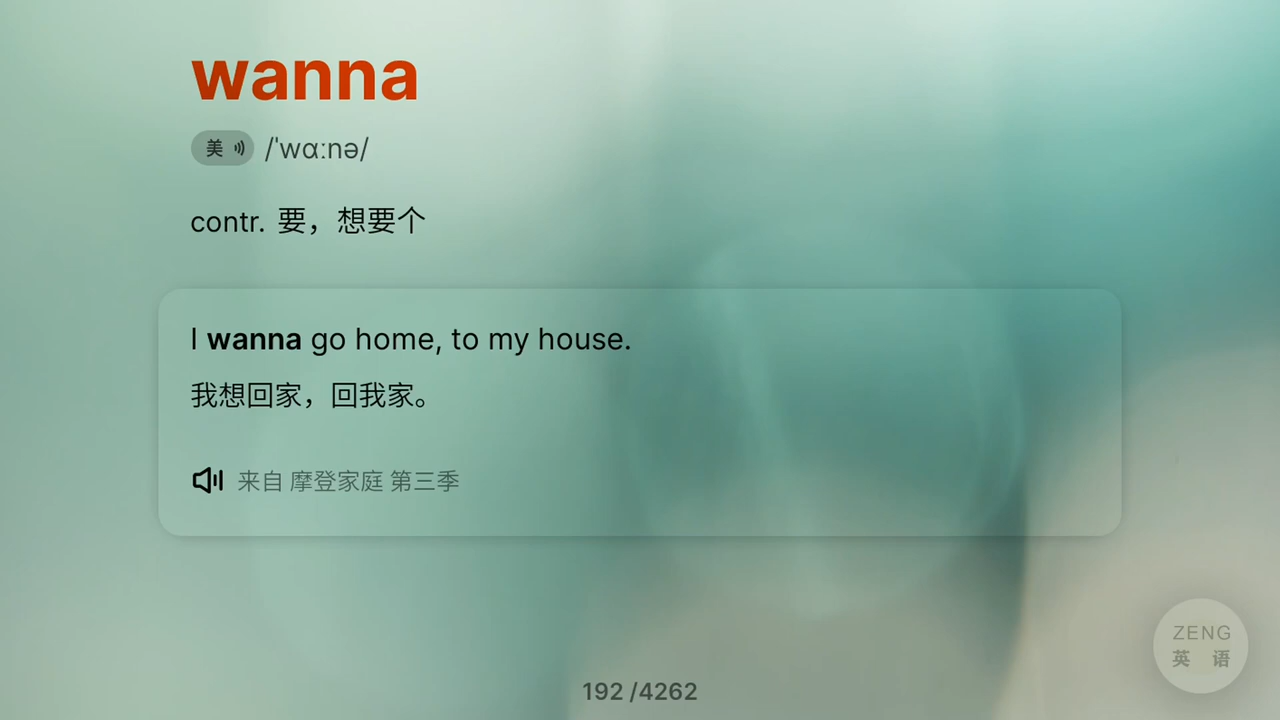 wanna
美 /ˈwɑːnə/
contr. 要，想要个
I wanna go home, to my house.
我想回家，回我家。
来自 摩登家庭 第三季
192 /4262
ZENG
英 语